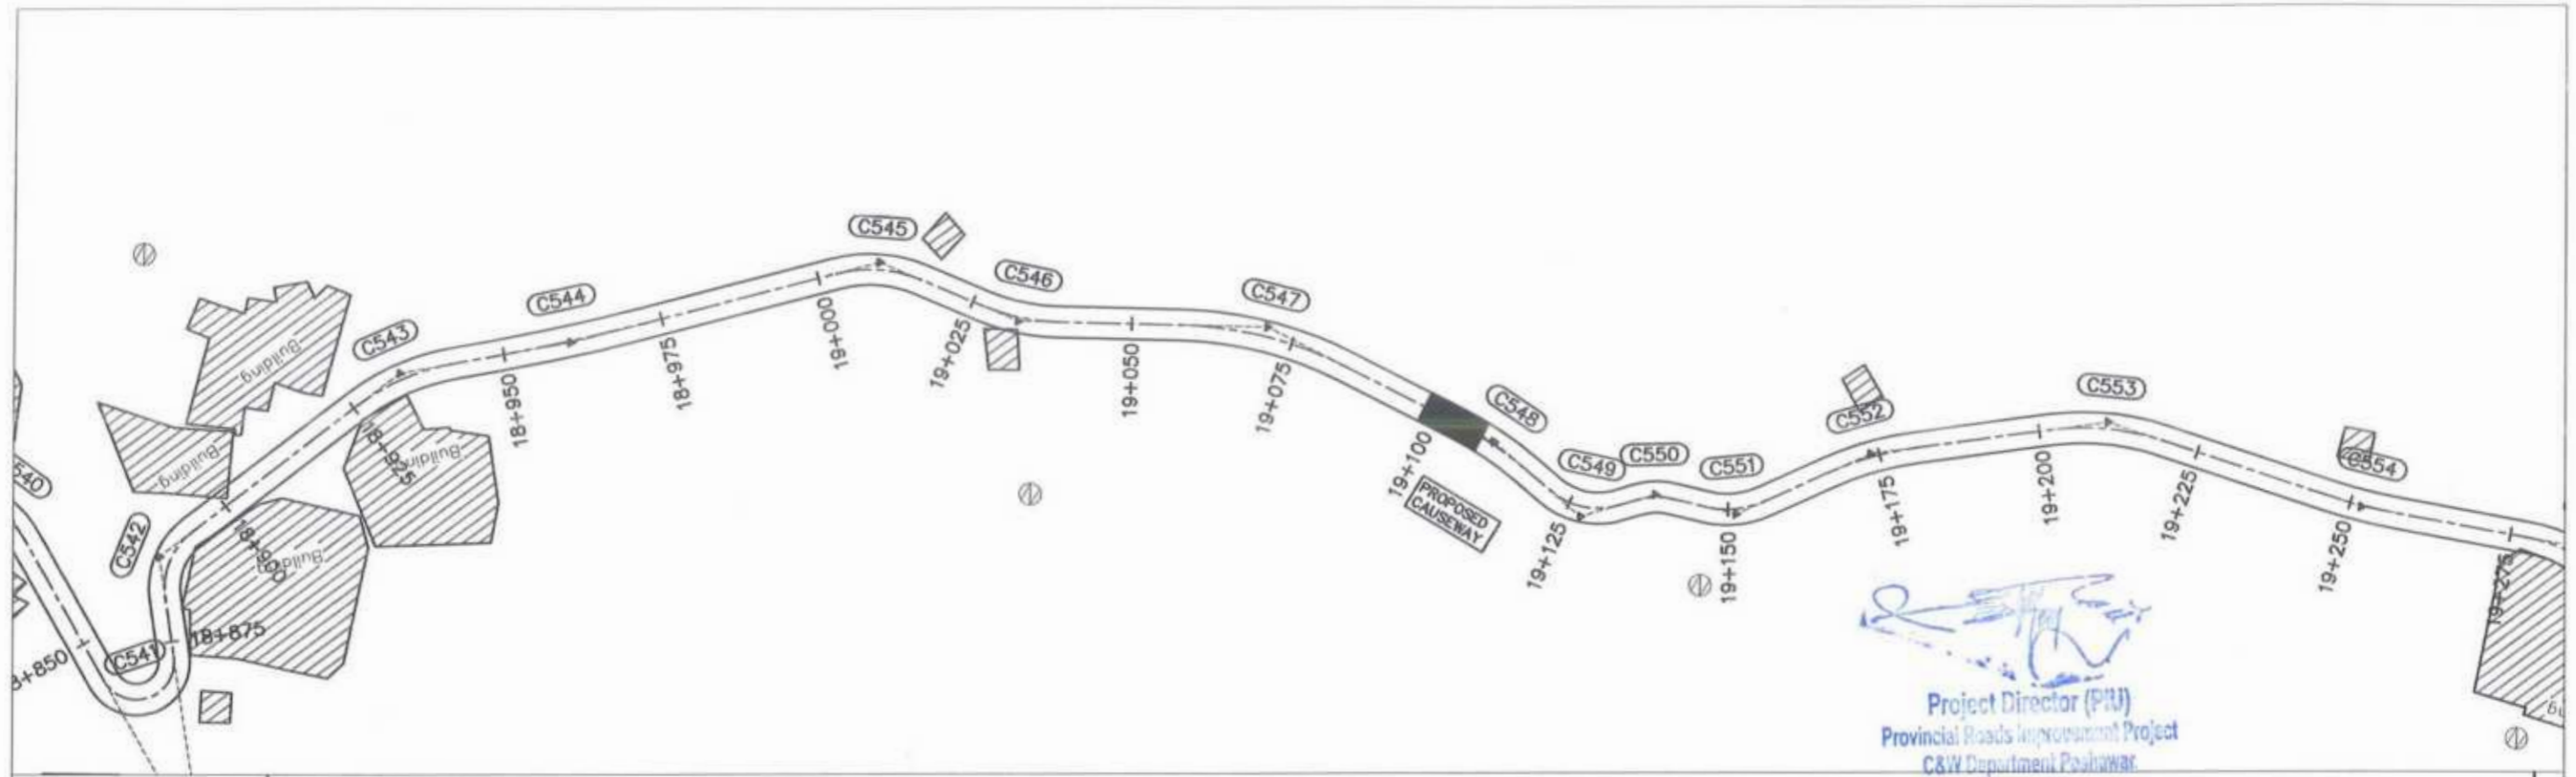 C545
C546
C544
C547
C543
Building
19+000
19+025
18+975
19+050
18+950
19+075
C548
C553
C552
Building
18+925
Building
19+100
C549
C550
C551
C554
540
PROPOSED
CAUSEWAY
C542
18+900
Building
19+125
19+150
19+175
19+200
19+225
19+250
19+275
18+875
C541
8+850
Project Director (PIU)
Provincial Roads Improvement Project
C&W Department Peshawar.